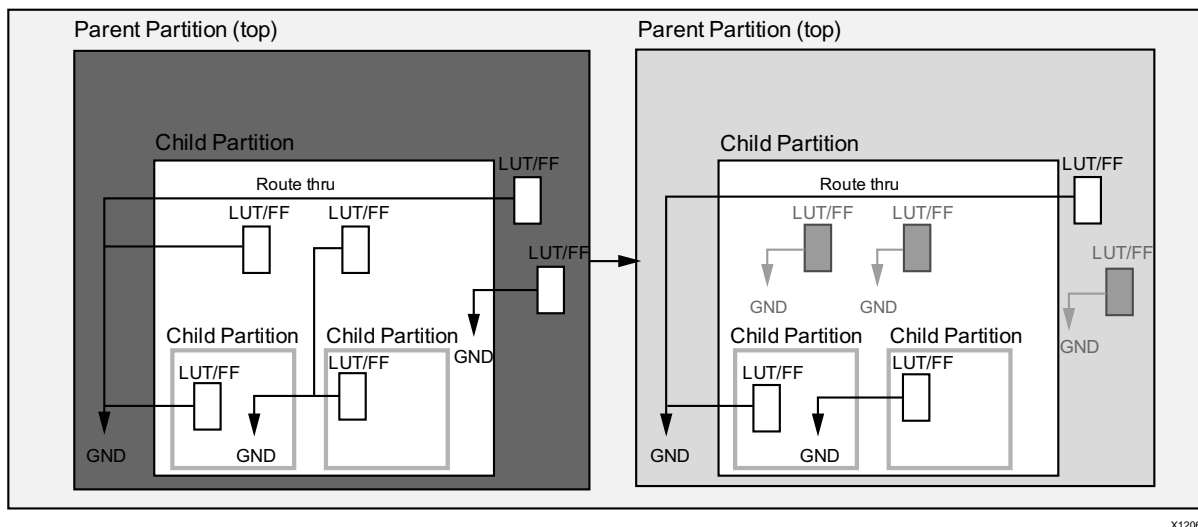 Parent Partition (top)
Child Partition
LUT/FF
Route thru
LUT/FF
LUT/FF
LUT/FF
Child Partition
Child Partition
GND
LUT/FF
LUT/FF
GND
GND
Parent Partition (top)
Child Partition
LUT/FF
Route thru
LUT/FF
LUT/FF
LUT/FF
GND
GND
Child Partition
Child Partition
GND
LUT/FF
LUT/FF
GND
GND